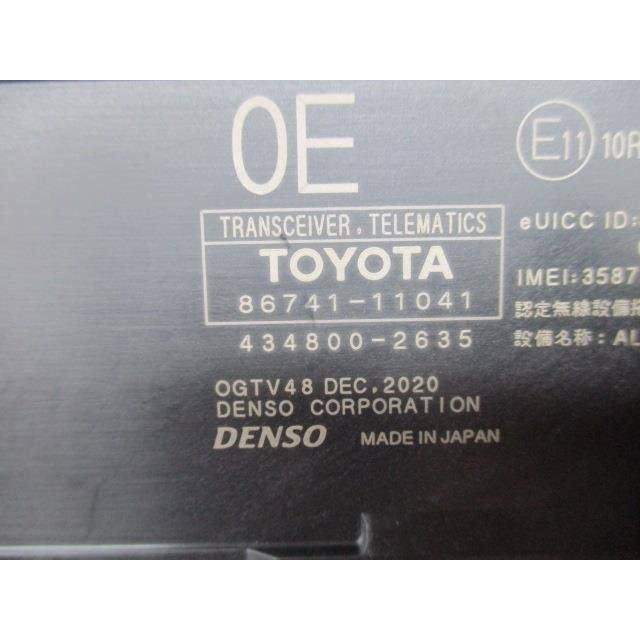 OE
E11 10R
TRANSCEIVER, TELEMATICS
TOYOTA
86741-11041
434800-2635
OGTV48 DEC.2020
DENSO CORPORATION
DENSO MADE IN JAPAN
eUICC ID:
IMEI:3587
認定無線設備
設備名称: AL